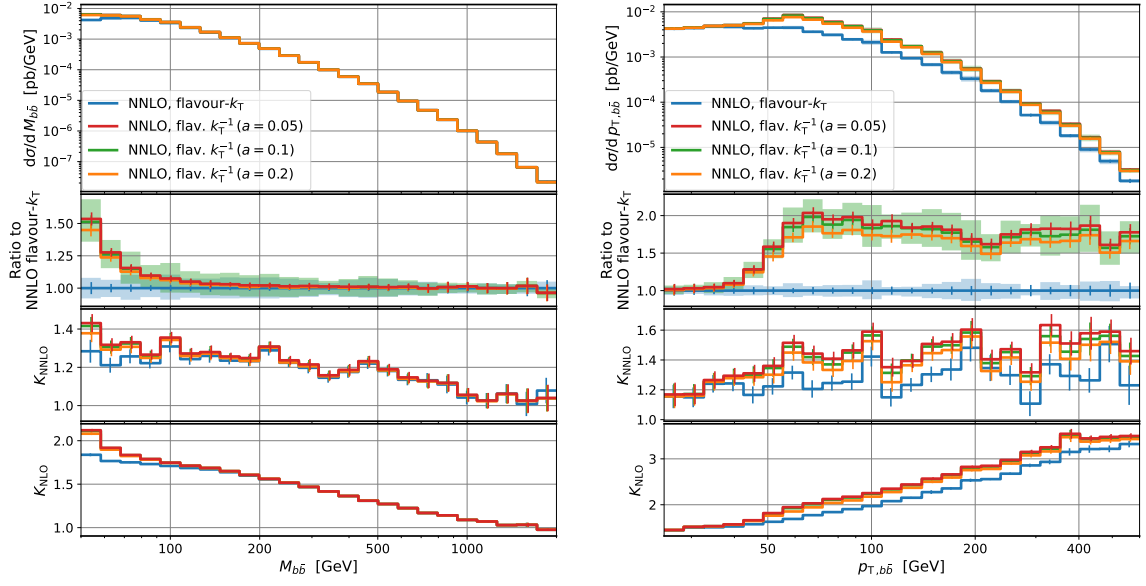 dσ/d M_{bb̄} [pb/GeV]
10⁻²
10⁻³
10⁻⁴
10⁻⁵
10⁻⁶
10⁻⁷
NNLO, flavour-k_T
NNLO, flav. k_T⁻¹ (a = 0.05)
NNLO, flav. k_T⁻¹ (a = 0.1)
NNLO, flav. k_T⁻¹ (a = 0.2)
Ratio to
NNLO flavour-k_T
1.50
1.25
1.00
K_NNLO
1.4
1.2
1.0
K_NLO
2.0
1.5
1.0
100 200 500 1000
M_{bb̄} [GeV]
dσ/d p_{T,bb̄} [pb/GeV]
10⁻²
10⁻³
10⁻⁴
10⁻⁵
NNLO, flavour-k_T
NNLO, flav. k_T⁻¹ (a = 0.05)
NNLO, flav. k_T⁻¹ (a = 0.1)
NNLO, flav. k_T⁻¹ (a = 0.2)
Ratio to
NNLO flavour-k_T
2.0
1.5
1.0
K_NNLO
1.6
1.4
1.2
1.0
K_NLO
3
2
50 100 200 400
p_{T,bb̄} [GeV]